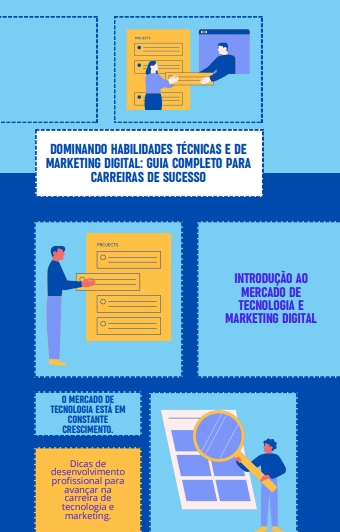 PROJECTS
DOMINANDO HABILIDADES TÉCNICAS E DE
MARKETING DIGITAL: GUIA COMPLETO PARA
CARREIRAS DE SUCESSO
PROJECTS
INTRODUÇÃO AO
MERCADO DE
TECNOLOGIA E
MARKETING DIGITAL
O MERCADO DE
TECNOLOGIA ESTÁ EM
CONSTANTE
CRESCIMENTO.
Dicas de
desenvolvimento
profissional para
avançar na
carreira de
tecnologia e
marketing.